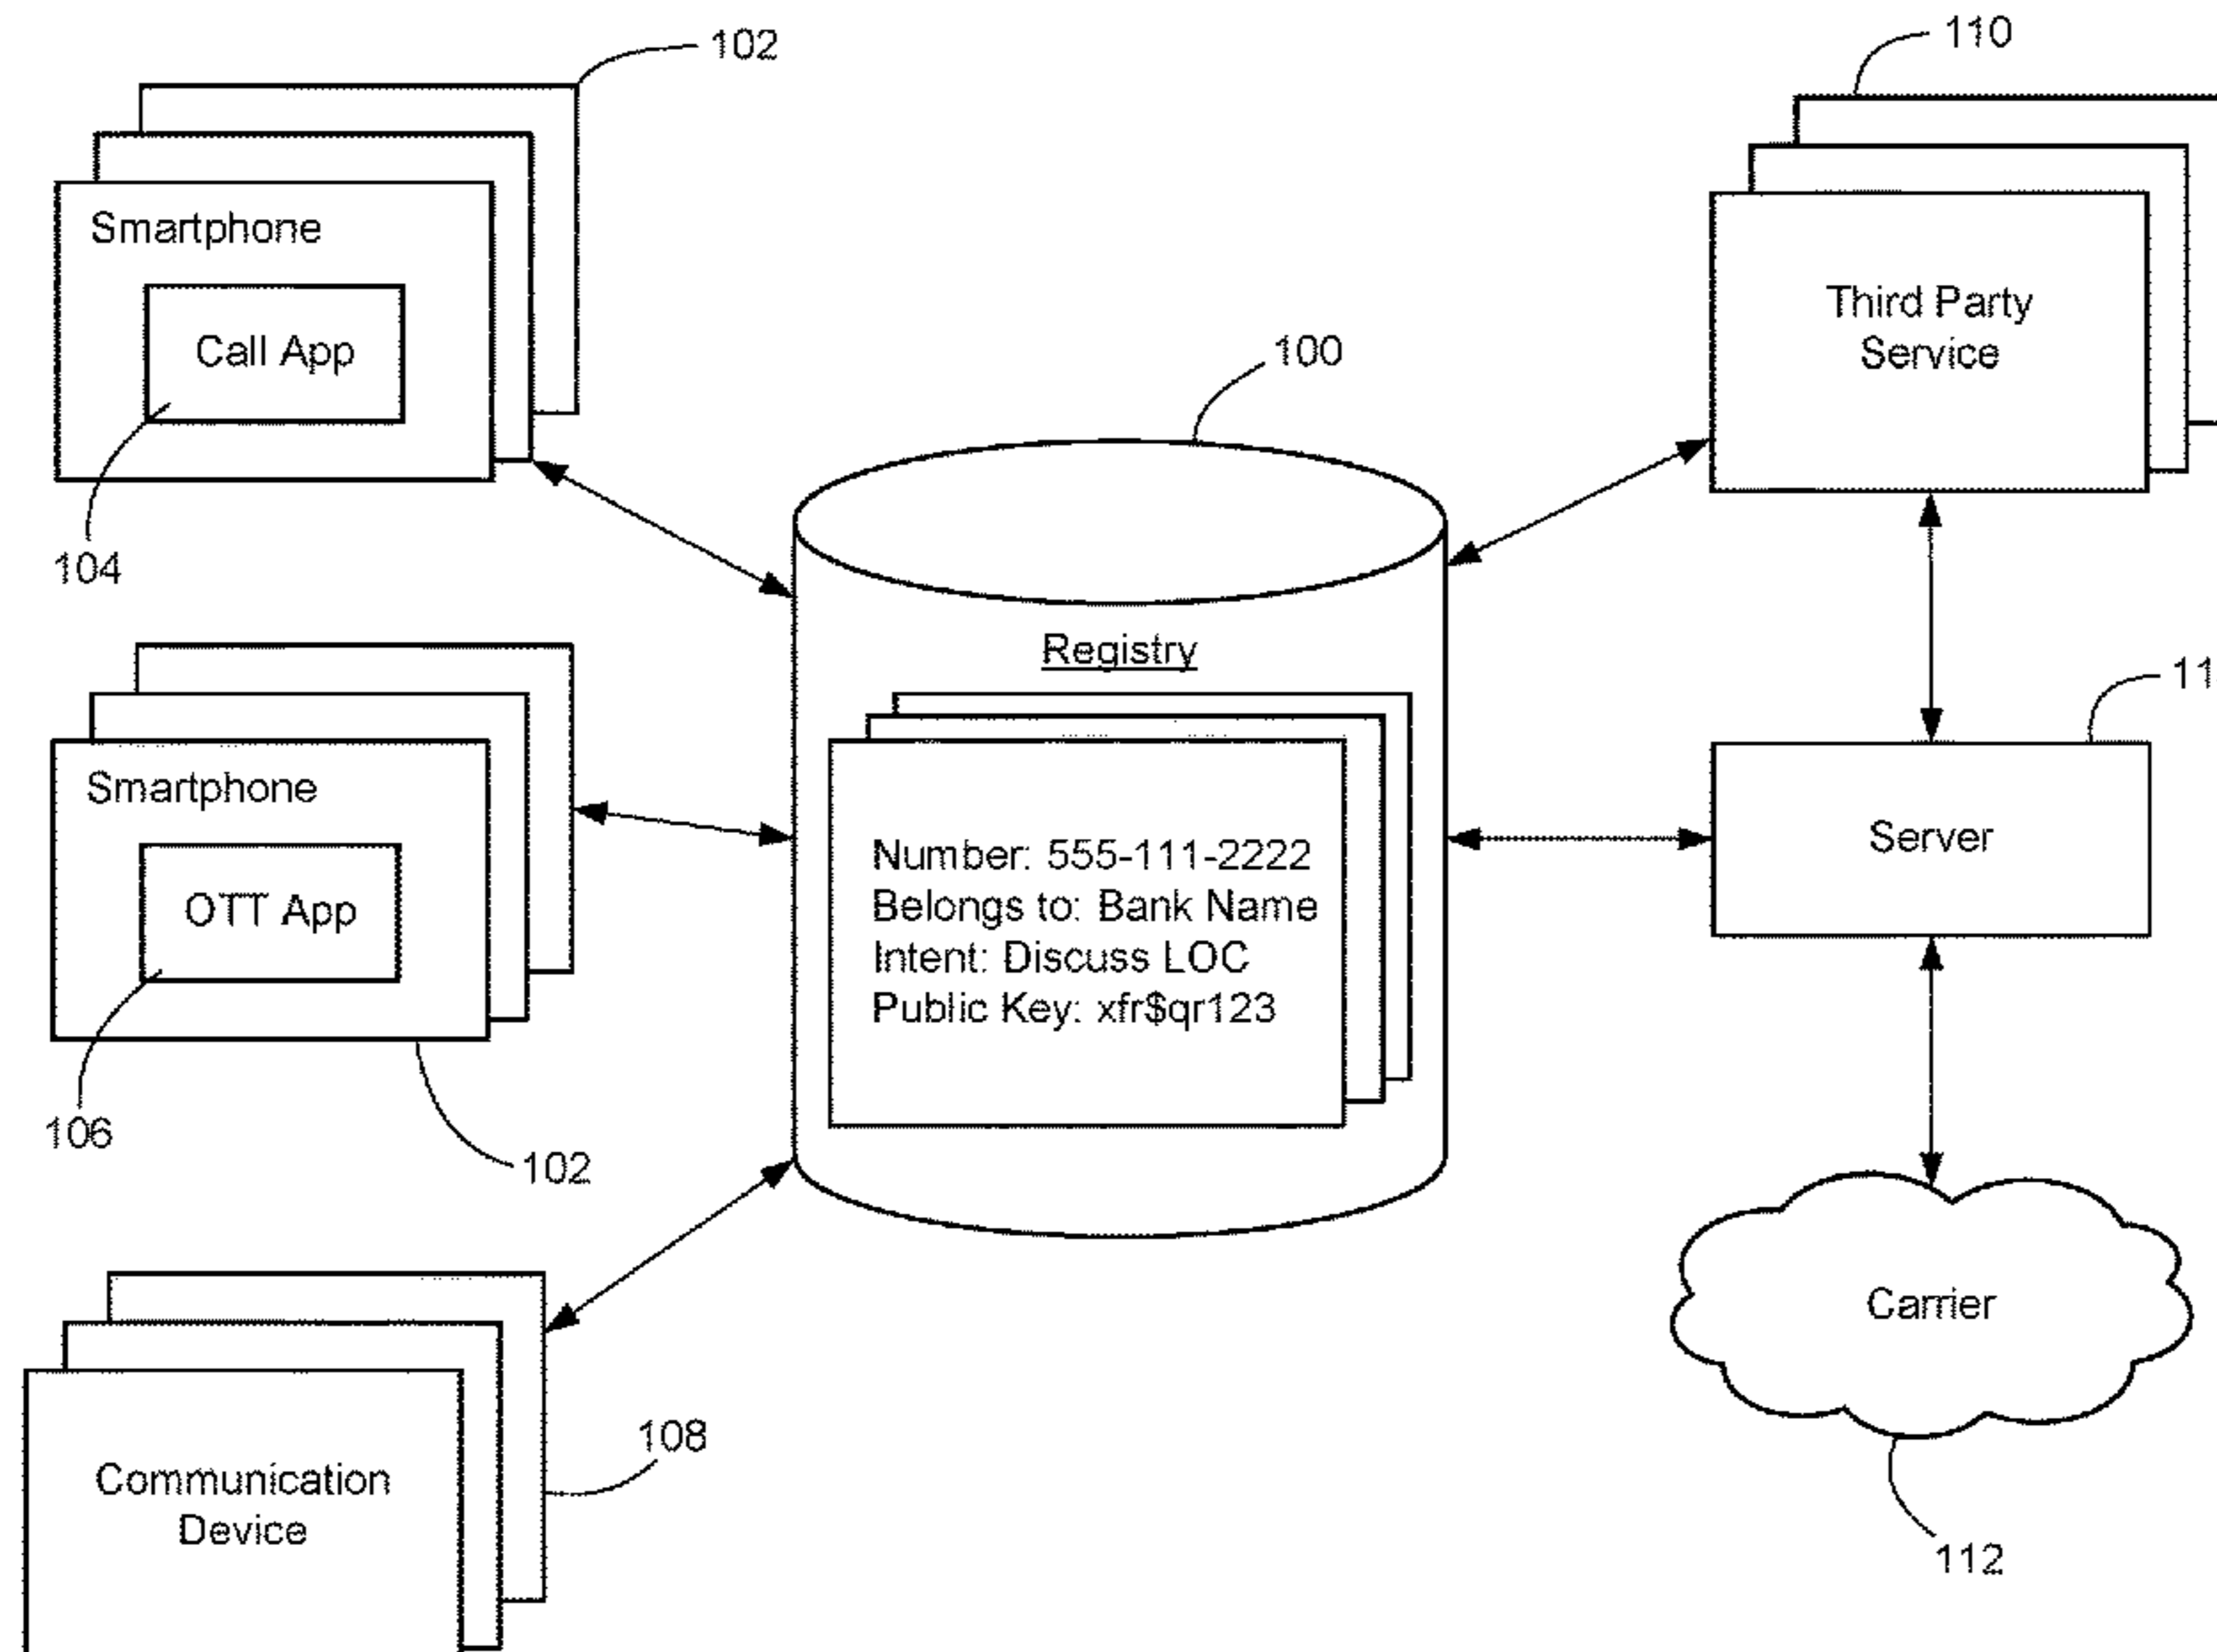 102
110
Smartphone
Call App
Third Party
Service
100
104
Registry
Smartphone
OTT App
Number: 555-111-2222
Belongs to: Bank Name
Intent: Discuss LOC
Public Key: xfr$qr123
Server
106
102
Carrier
108
Communication
Device
112